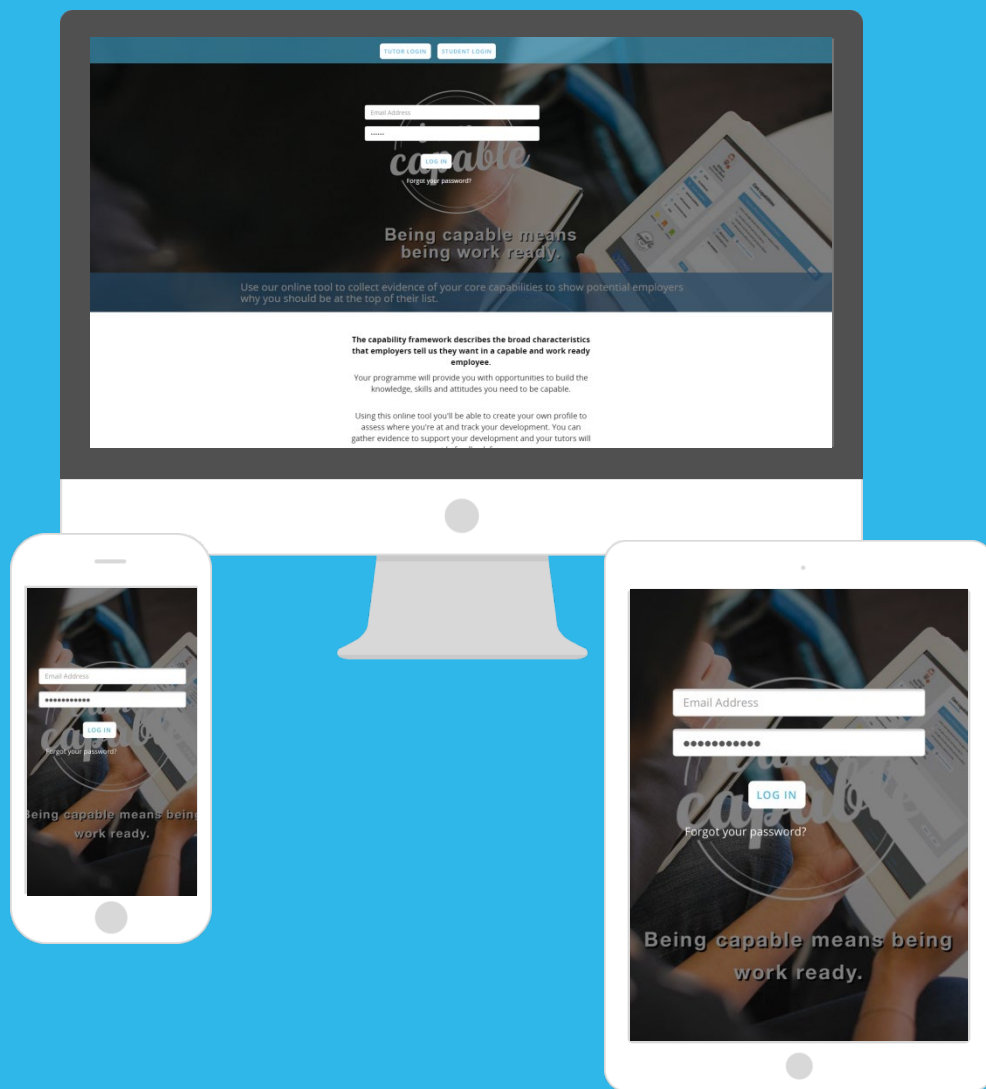 TUTOR LOGIN STUDENT LOGIN
Email Address
••••••
capable
LOG IN
Forgot your password?
Being capable means
being work ready.
Use our online tool to collect evidence of your core capabilities to show potential employers
why you should be at the top of their list.
The capability framework describes the broad characteristics
that employers tell us they want in a capable and work ready
employee.
Your programme will provide you with opportunities to build the
knowledge, skills and attitudes you need to be capable.
Using this online tool you'll be able to create your own profile to
assess where you're at and track your development. You can
gather evidence to support your development and your tutors will
Email Address
•••••••••••
LOG IN
capable
Forgot your password?
Being capable means being
work ready.
Email Address
•••••••••••
I am
LOG IN
capable
Forgot your password?
Being capable means being
work ready.